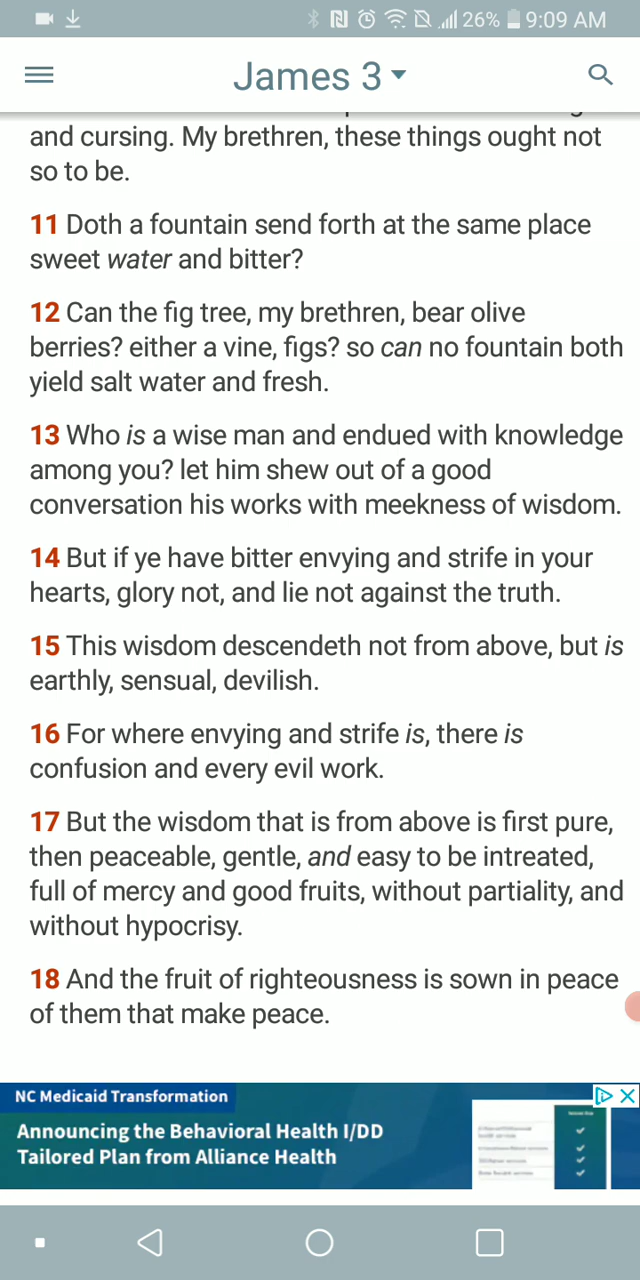 26% 9:09 AM
James 3
and cursing. My brethren, these things ought not
so to be.
11 Doth a fountain send forth at the same place
sweet water and bitter?
12 Can the fig tree, my brethren, bear olive
berries? either a vine, figs? so can no fountain both
yield salt water and fresh.
13 Who is a wise man and endued with knowledge
among you? let him shew out of a good
conversation his works with meekness of wisdom.
14 But if ye have bitter envying and strife in your
hearts, glory not, and lie not against the truth.
15 This wisdom descendeth not from above, but is
earthly, sensual, devilish.
16 For where envying and strife is, there is
confusion and every evil work.
17 But the wisdom that is from above is first pure,
then peaceable, gentle, and easy to be intreated,
full of mercy and good fruits, without partiality, and
without hypocrisy.
18 And the fruit of righteousness is sown in peace
of them that make peace.
NC Medicaid Transformation
Announcing the Behavioral Health I/DD
Tailored Plan from Alliance Health